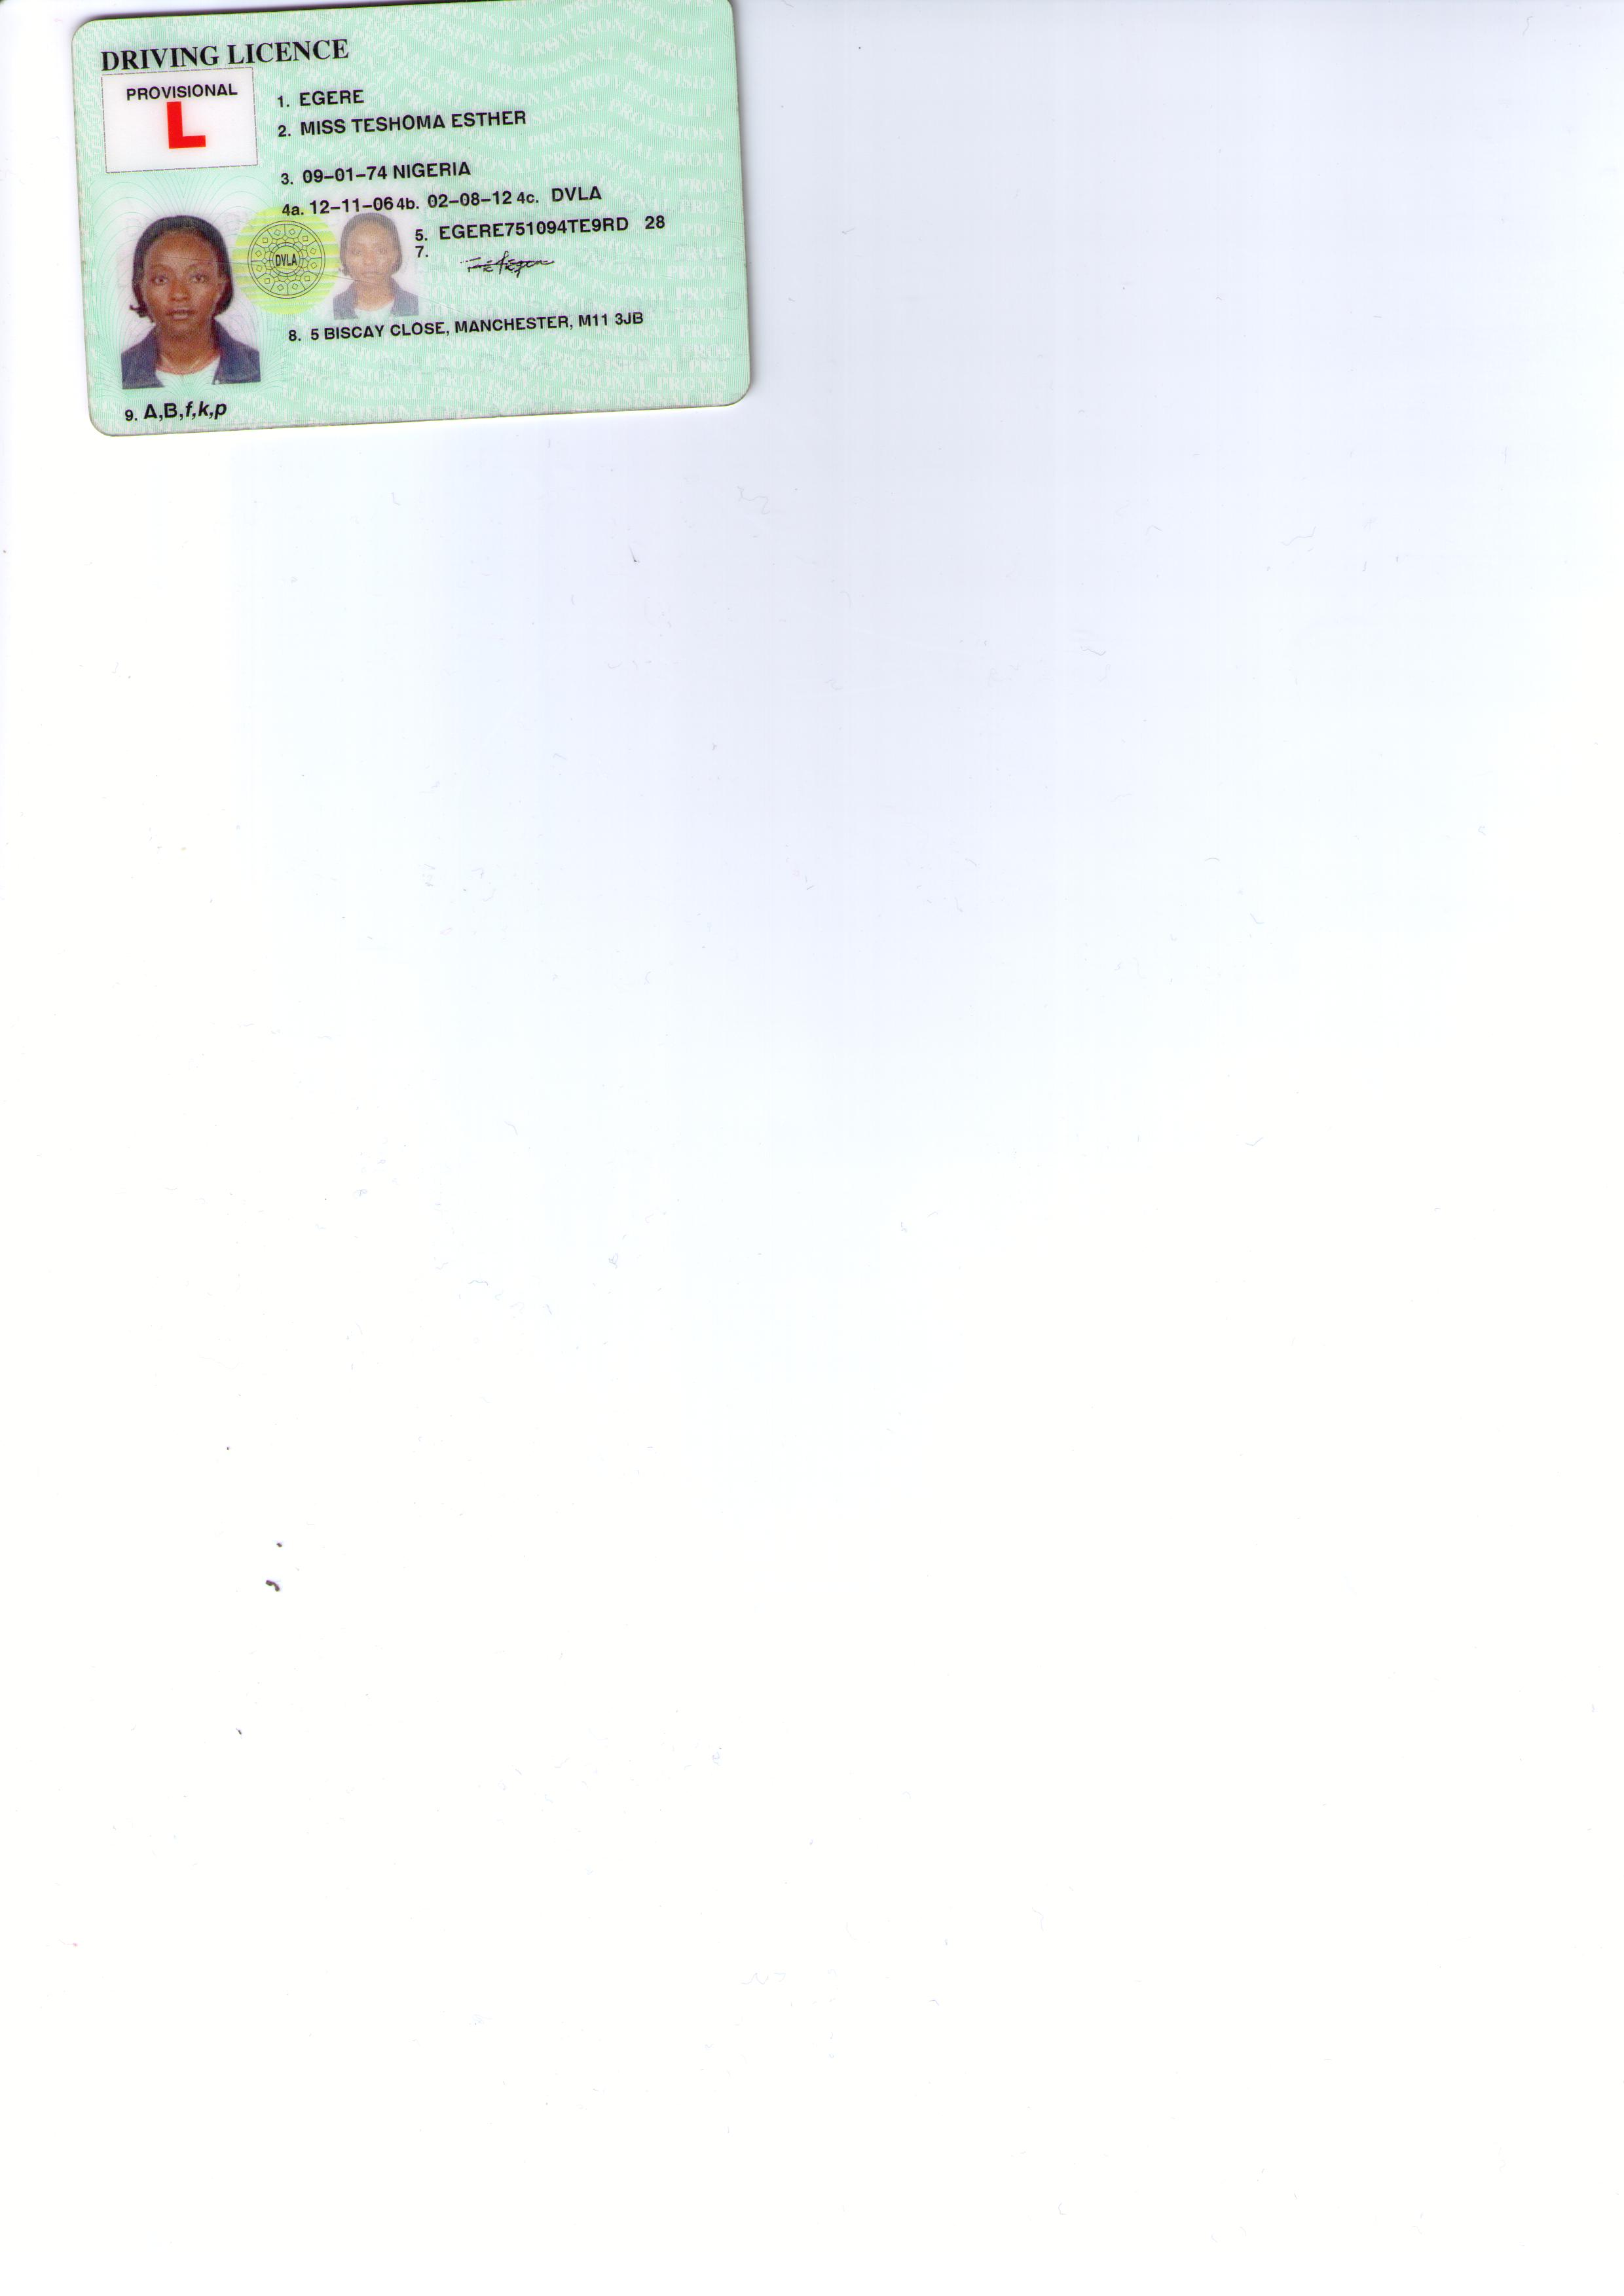 DRIVING LICENCE
PROVISIONAL
L
1. EGERE
2. MISS TESHOMA ESTHER
3. 09-01-74 NIGERIA
4a. 12-11-06 4b. 02-08-12 4c. DVLA
5. EGERE751094TE9RD 28
7.
DVLA
8. 5 BISCAY CLOSE, MANCHESTER, M11 3JB
9. A,B,f,k,p